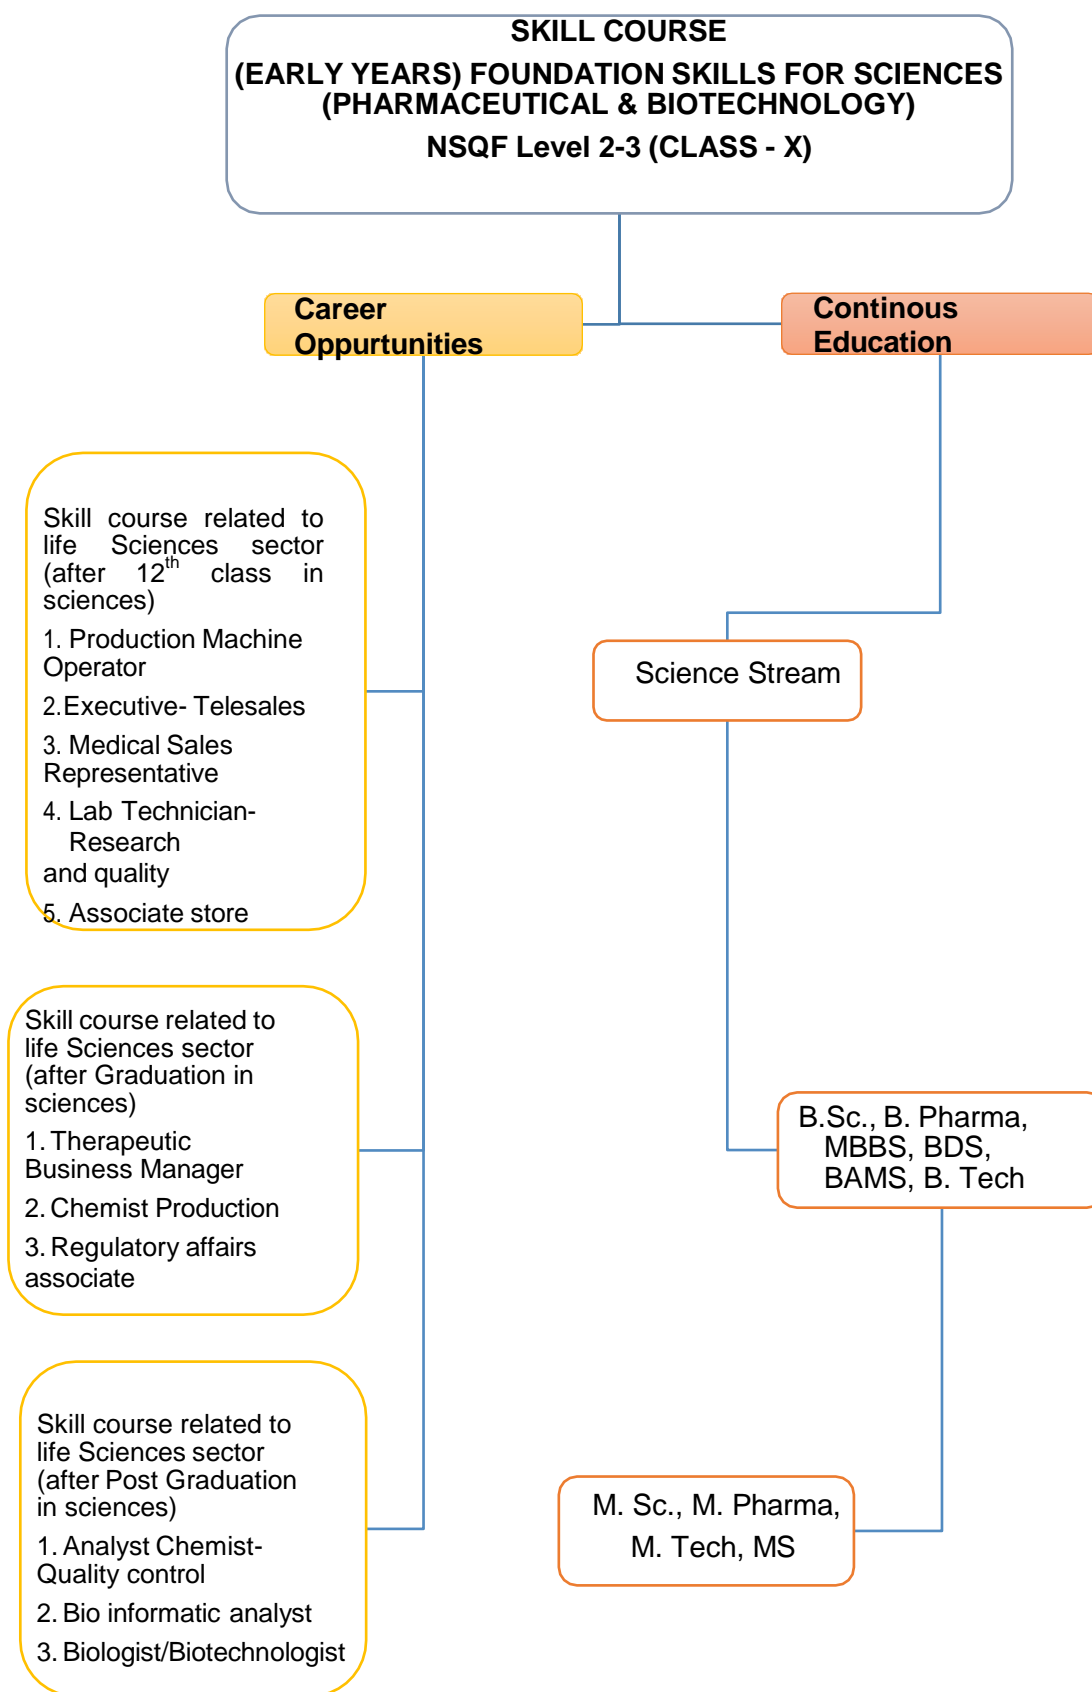 SKILL COURSE
(EARLY YEARS) FOUNDATION SKILLS FOR SCIENCES
(PHARMACEUTICAL & BIOTECHNOLOGY)
NSQF Level 2-3 (CLASS - X)
Career
Oppurtunities
Continous
Education
Skill course related to
life Sciences sector
(after 12th class in
sciences)
1. Production Machine
Operator
2.Executive- Telesales
3. Medical Sales
Representative
4. Lab Technician-
Research
and quality
5. Associate store
Science Stream
Skill course related to
life Sciences sector
(after Graduation in
sciences)
1. Therapeutic
Business Manager
2. Chemist Production
3. Regulatory affairs
associate
B.Sc., B. Pharma,
MBBS, BDS,
BAMS, B. Tech
Skill course related to
life Sciences sector
(after Post Graduation
in sciences)
1. Analyst Chemist-
Quality control
2. Bio informatic analyst
3. Biologist/Biotechnologist
M. Sc., M. Pharma,
M. Tech, MS